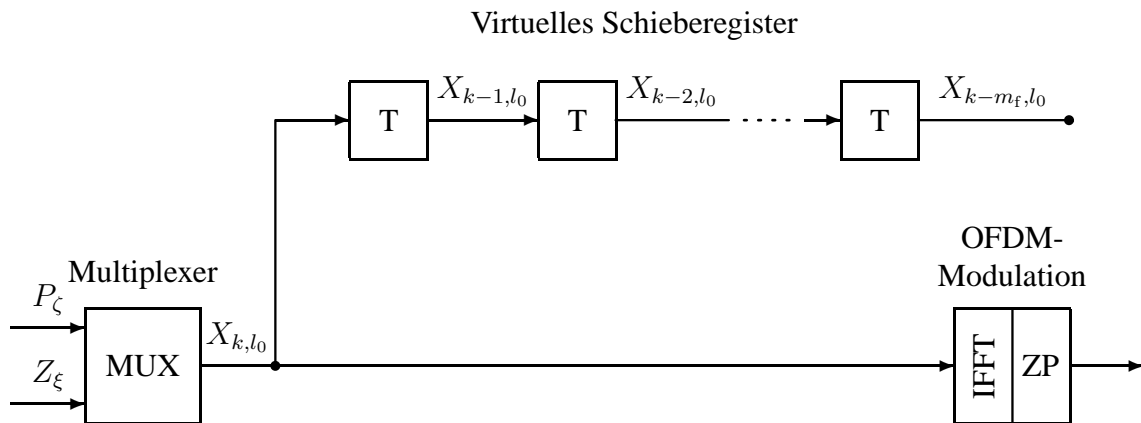 Virtuelles Schieberegister
X_{k-1,l_0} X_{k-2,l_0} X_{k-m_f,l_0}
T T T
OFDM-
Modulation
Multiplexer
P_ζ
X_{k,l_0}
Z_ξ
MUX
IFFT
ZP